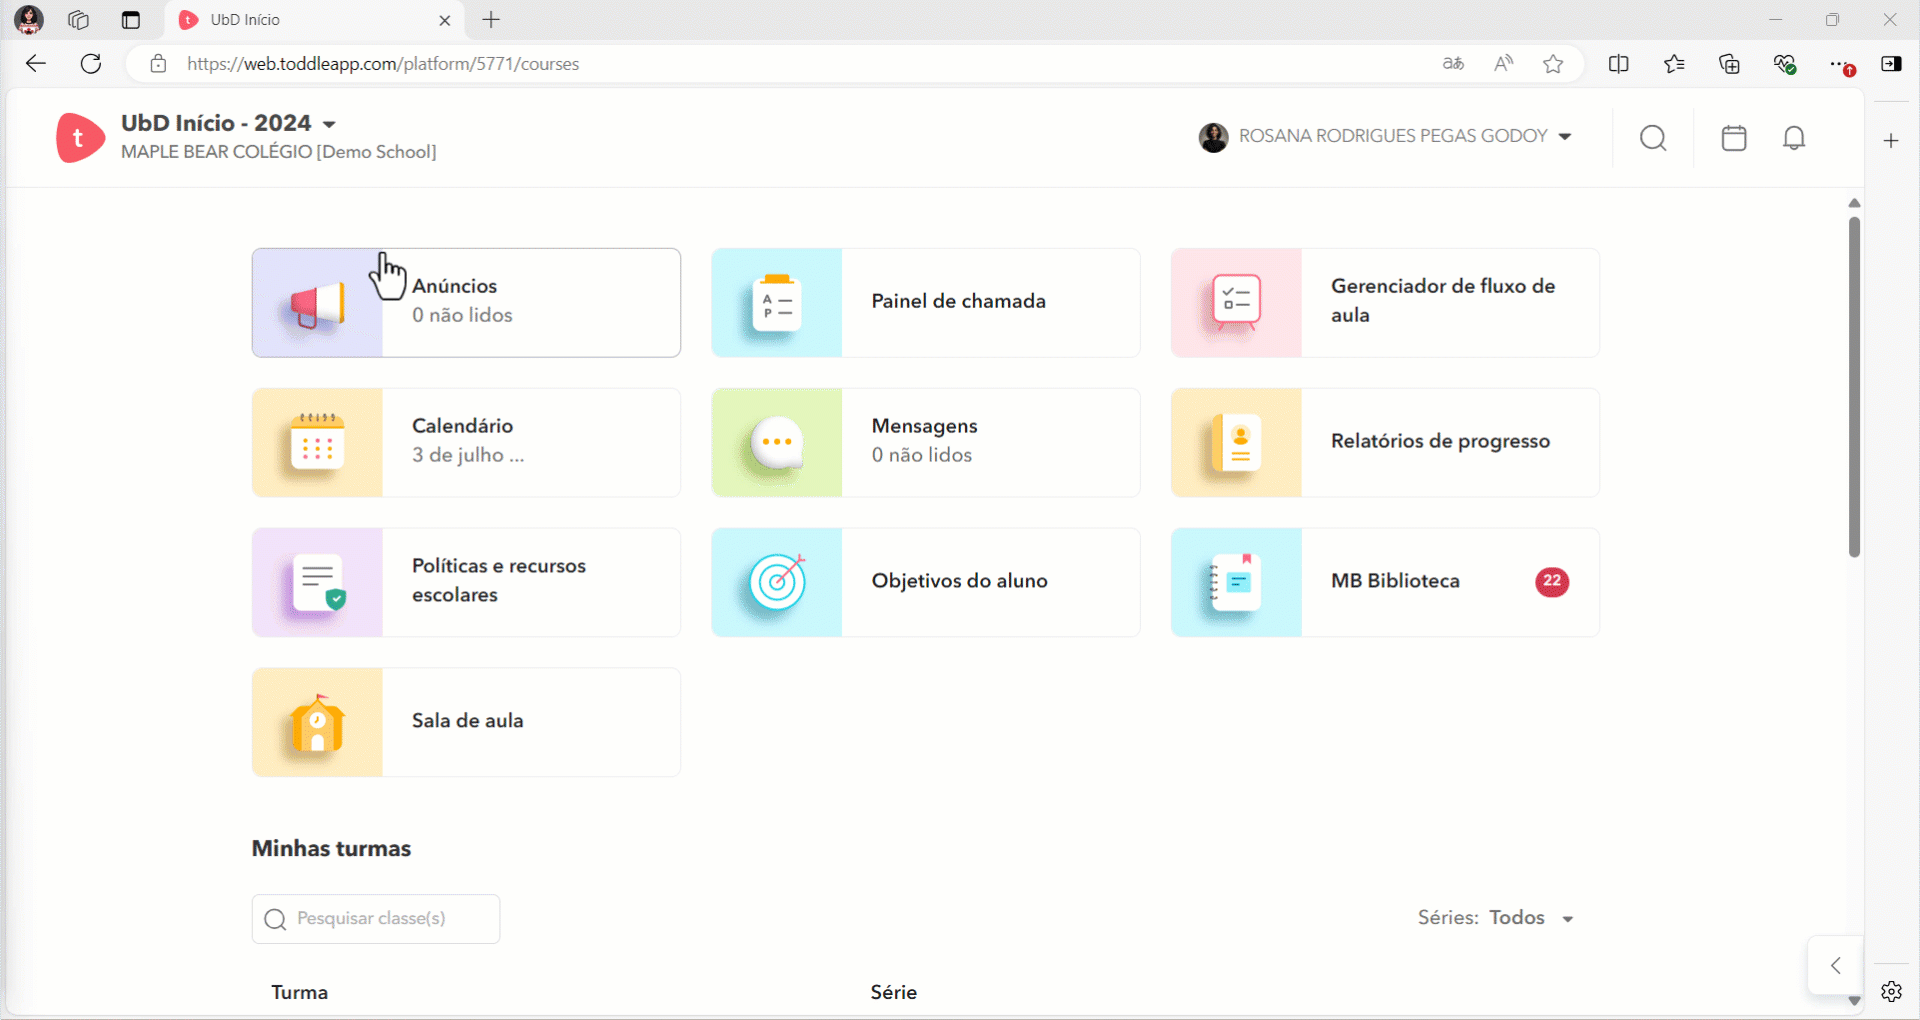 UbD Início
https://web.toddleapp.com/platform/5771/courses
t
UbD Início - 2024
MAPLE BEAR COLÉGIO [Demo School]
ROSANA RODRIGUES PEGAS GODOY
Anúncios
0 não lidos
A
P
Painel de chamada
Gerenciador de fluxo de
aula
Calendário
3 de julho ...
Mensagens
0 não lidos
Relatórios de progresso
Políticas e recursos
escolares
Objetivos do aluno
MB Biblioteca
22
Sala de aula
Minhas turmas
Pesquisar classe(s)
Séries: Todos
Turma
Série